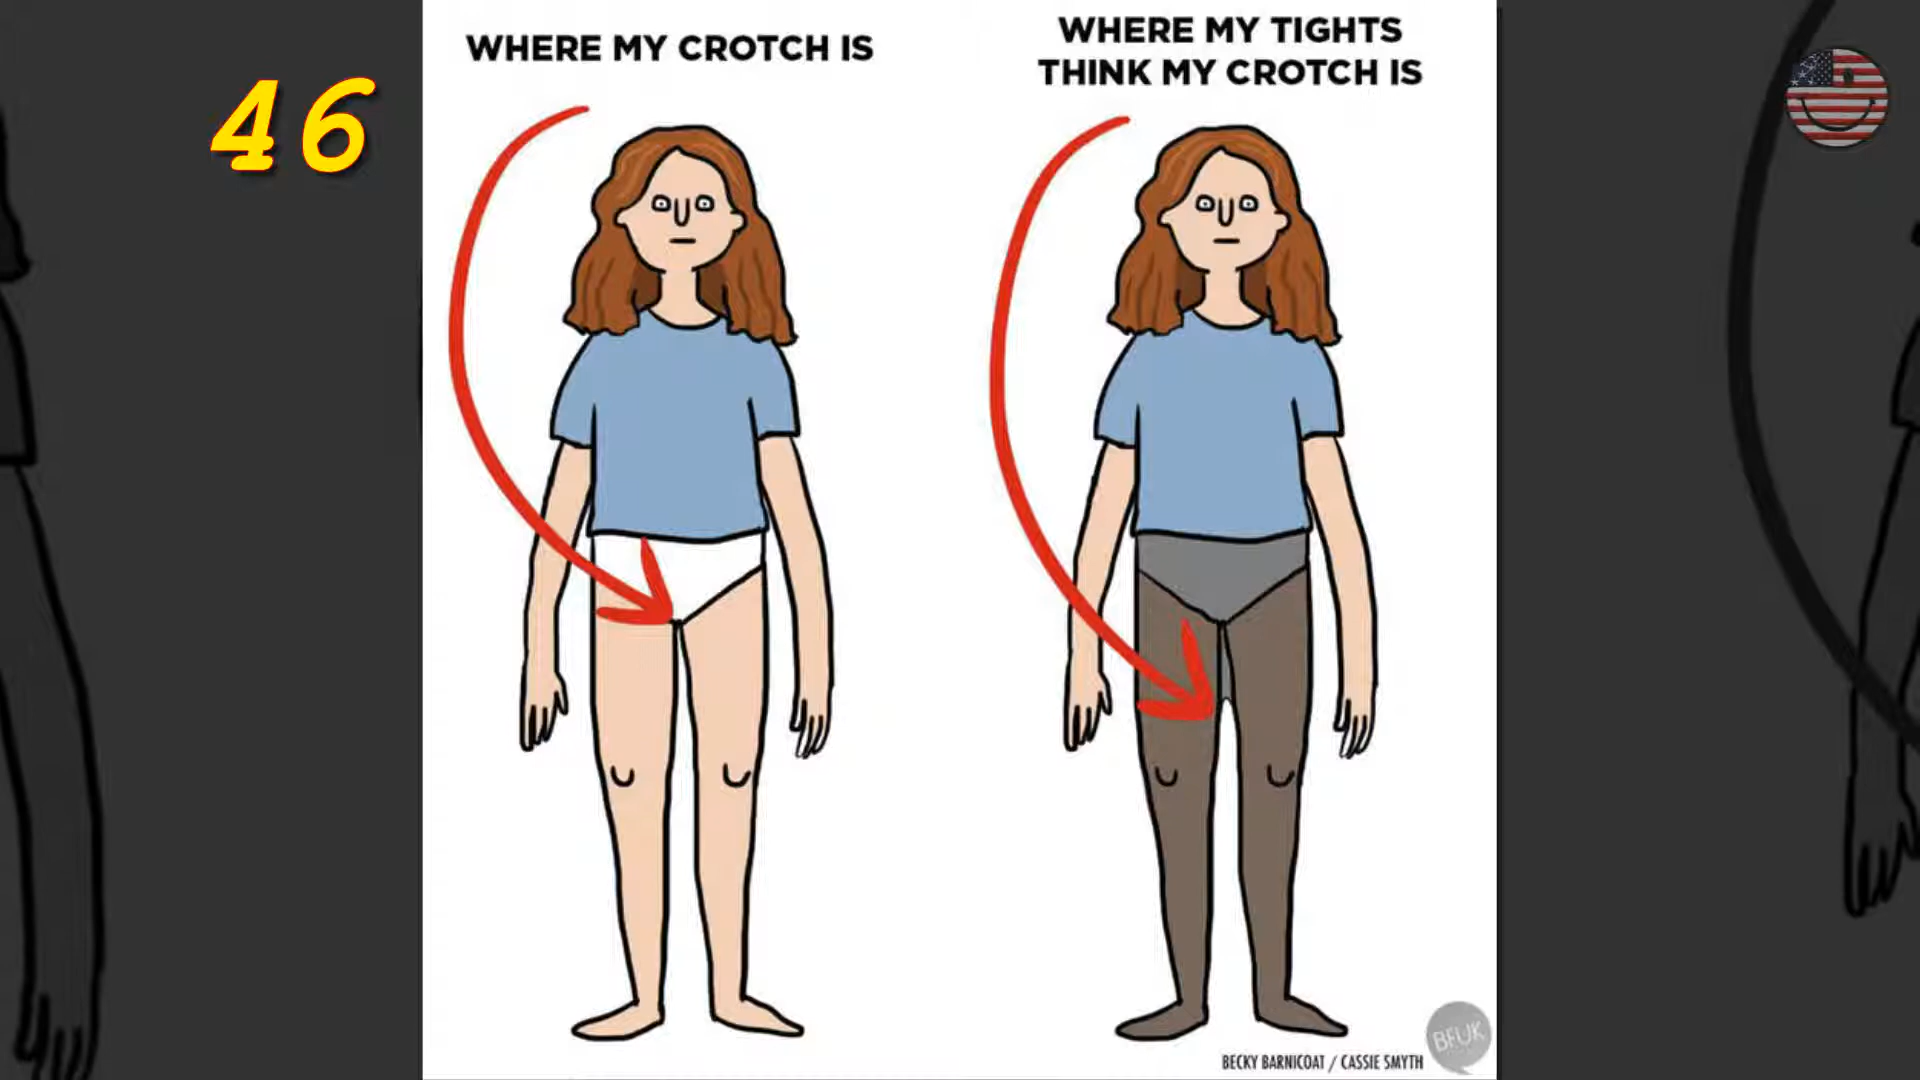 46
WHERE MY CROTCH IS
WHERE MY TIGHTS
THINK MY CROTCH IS
BECKY BARNICOAT / CASSIE SMYTH
BFUK